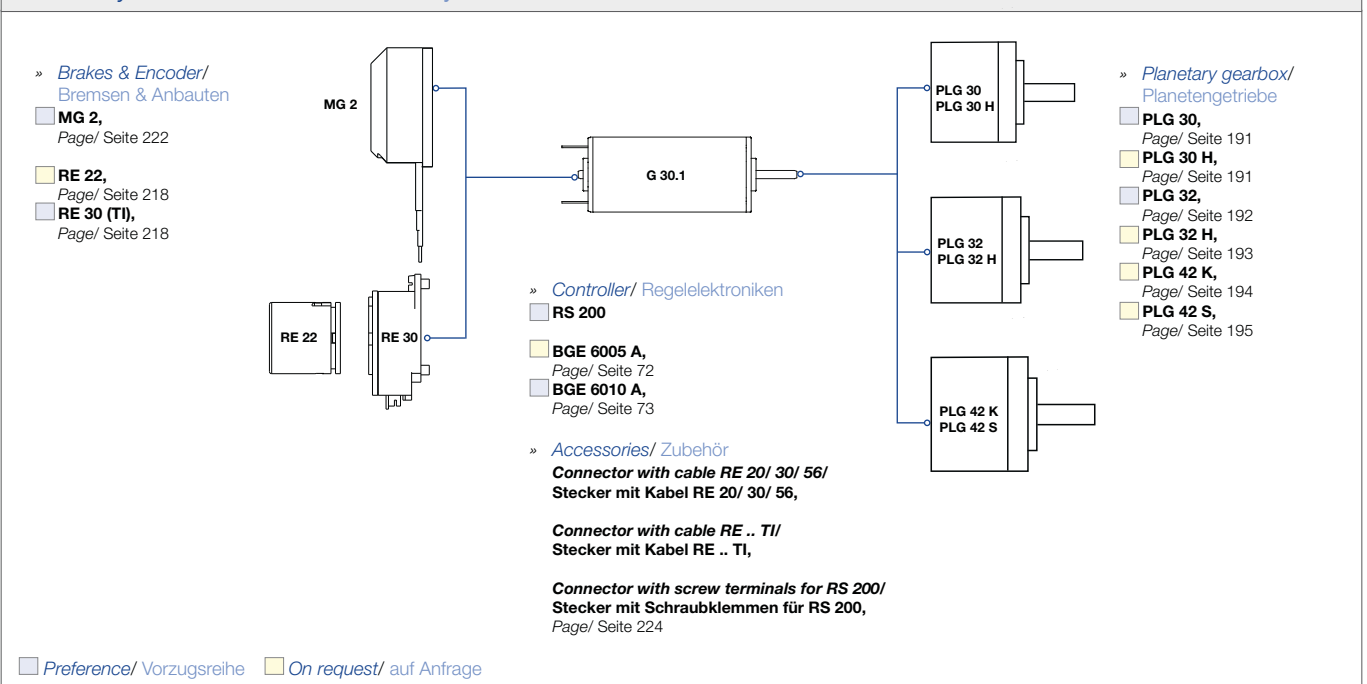 » Brakes & Encoder/
Bremsen & Anbauten
MG 2,
Page/ Seite 222
RE 22,
Page/ Seite 218
RE 30 (TI),
Page/ Seite 218
MG 2
RE 22
RE 30
G 30.1
» Controller/ Regelelektroniken
RS 200
BGE 6005 A,
Page/ Seite 72
BGE 6010 A,
Page/ Seite 73
» Accessories/ Zubehör
Connector with cable RE 20/ 30/ 56/
Stecker mit Kabel RE 20/ 30/ 56,
Connector with cable RE .. TI/
Stecker mit Kabel RE .. TI,
Connector with screw terminals for RS 200/
Stecker mit Schraubklemmen für RS 200,
Page/ Seite 224
PLG 30
PLG 30 H
PLG 32
PLG 32 H
PLG 42 K
PLG 42 S
» Planetary gearbox/
Planetengetriebe
PLG 30,
Page/ Seite 191
PLG 30 H,
Page/ Seite 191
PLG 32,
Page/ Seite 192
PLG 32 H,
Page/ Seite 193
PLG 42 K,
Page/ Seite 194
PLG 42 S,
Page/ Seite 195
Preference/ Vorzugsreihe On request/ auf Anfrage